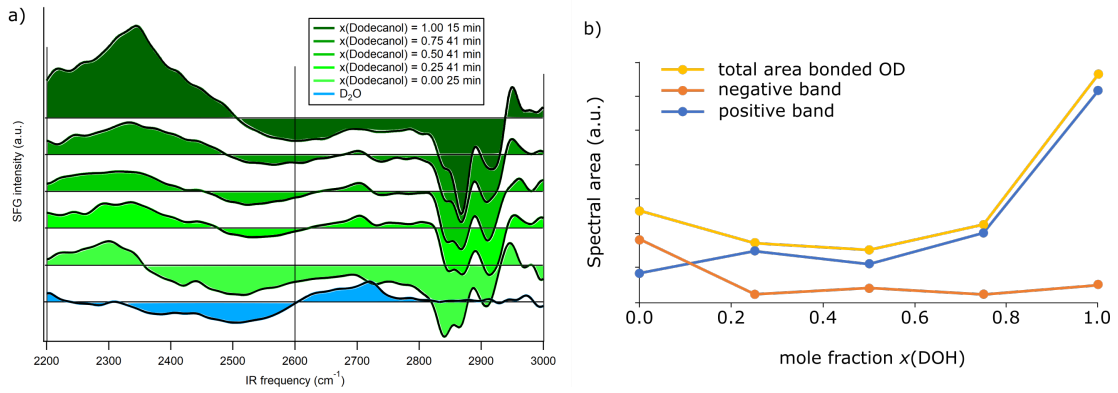 a)
x(Dodecanol) = 1.00 15 min
x(Dodecanol) = 0.75 41 min
x(Dodecanol) = 0.50 41 min
x(Dodecanol) = 0.25 41 min
x(Dodecanol) = 0.00 25 min
D₂O
SFG intensity (a.u.)
2200 2300 2400 2500 2600 2700 2800 2900 3000
IR frequency (cm⁻¹)
b)
total area bonded OD
negative band
positive band
Spectral area (a.u.)
0.0 0.2 0.4 0.6 0.8 1.0
mole fraction x(DOH)